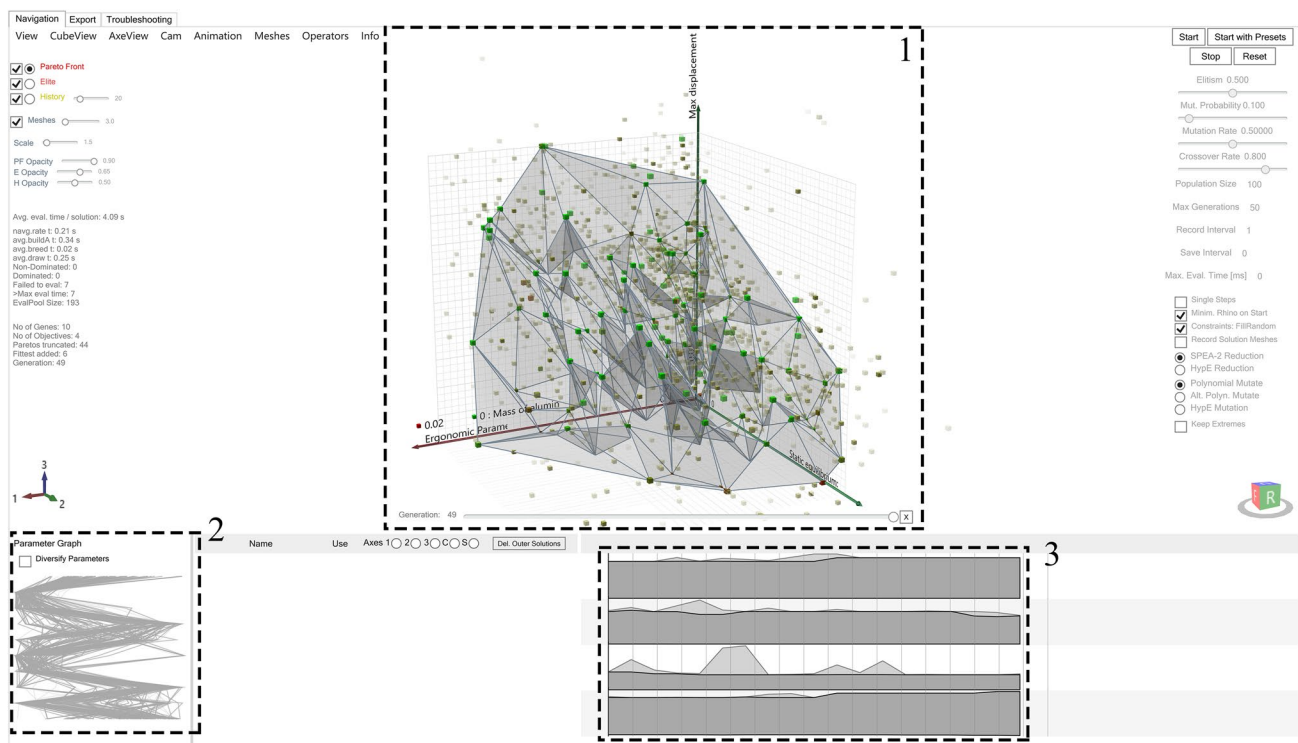 Navigation Export Troubleshooting
View CubeView AxeView Cam Animation Meshes Operators Info
Pareto Front
Elite
History 20
Meshes 3.0
Scale 1.5
PF Opacity 0.90
E Opacity 0.65
H Opacity 0.50
Avg. eval. time / solution: 4.09 s
navg.rate t: 0.21 s
avg.buildA t: 0.34 s
avg.breed t: 0.02 s
avg.draw t: 0.25 s
Non-Dominated: 0
Dominated: 0
Failed to eval: 7
>Max eval time: 7
EvalPool Size: 193
No of Genes: 10
No of Objectives: 4
Paretos truncated: 44
Fittest added: 6
Generation: 49
3
1
2
1
Max displacement
0.02
0 : Mass of alumin
Ergonomic Parame
Static equilibriumc
Generation: 49
x
Start Start with Presets
Stop Reset
Elitism 0.500
Mut. Probability 0.100
Mutation Rate 0.50000
Crossover Rate 0.800
Population Size 100
Max Generations 50
Record Interval 1
Save Interval 0
Max. Eval. Time [ms] 0
Single Steps
Minim. Rhino on Start
Constraints: FillRandom
Record Solution Meshes
SPEA-2 Reduction
HypE Reduction
Polynomial Mutate
Alt. Polyn. Mutate
HypE Mutation
Keep Extremes
R
2
Parameter Graph
Diversify Parameters
Name Use Axes 1 2 3 C S Del. Outer Solutions
3